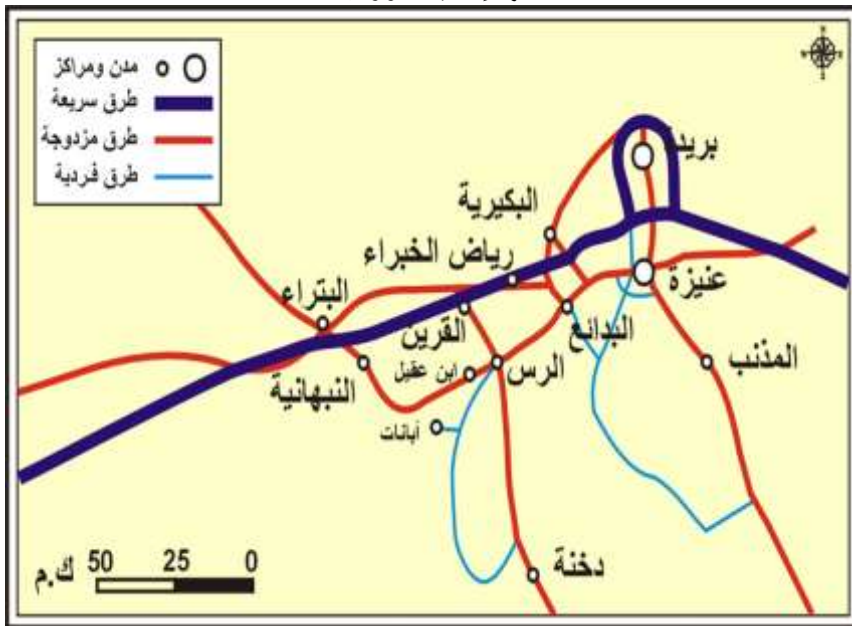 مدن ومراكز
طرق سريعة
طرق مزدوجة
طرق فردية
بريدة
البكيرية
رياض الخبراء
عنيزة
البتراء
القرين
البدائع
النبهانية
ابن عقيل
الرس
المذنب
أبانات
دخنة
ك.م 50 25 0